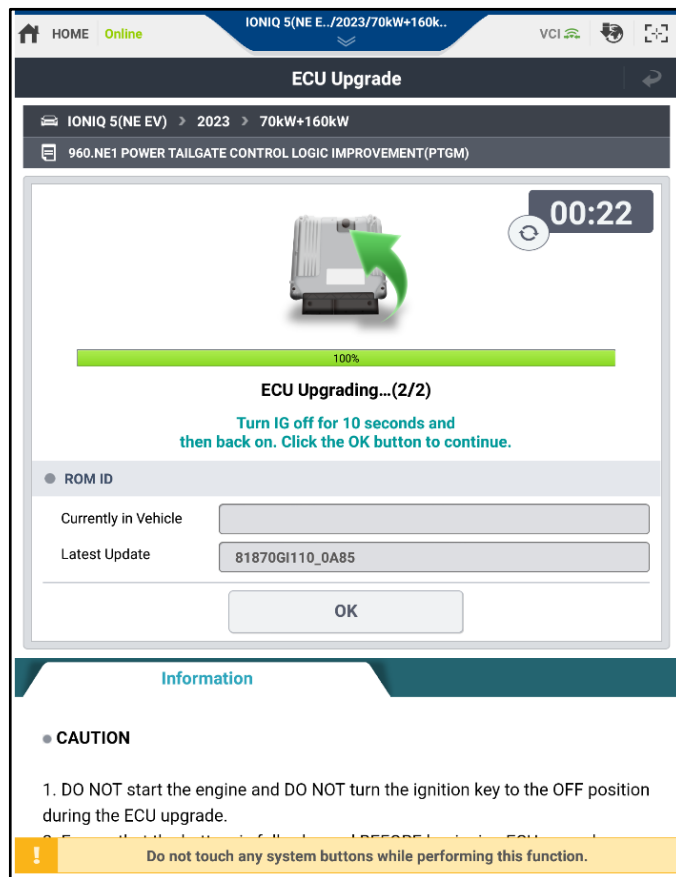 HOME Online
IONIQ 5(NE E../2023/70kW+160k..
VCI
ECU Upgrade
IONIQ 5(NE EV) > 2023 > 70kW+160kW
960.NE1 POWER TAILGATE CONTROL LOGIC IMPROVEMENT(PTGM)
00:22
100%
ECU Upgrading...(2/2)
Turn IG off for 10 seconds and
then back on. Click the OK button to continue.
ROM ID
Currently in Vehicle
Latest Update 81870GI110_0A85
OK
Information
CAUTION
1. DO NOT start the engine and DO NOT turn the ignition key to the OFF position
during the ECU upgrade.
! Do not touch any system buttons while performing this function.